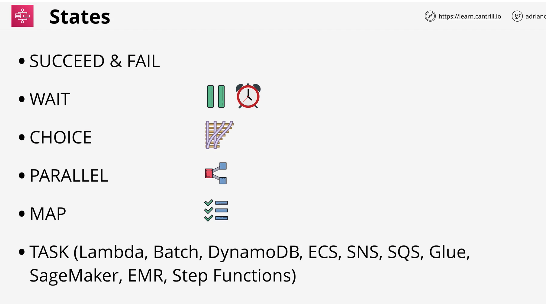 States
https://learn.cantrill.io
adrianc
• SUCCEED & FAIL
• WAIT
• CHOICE
• PARALLEL
• MAP
• TASK (Lambda, Batch, DynamoDB, ECS, SNS, SQS, Glue,
SageMaker, EMR, Step Functions)